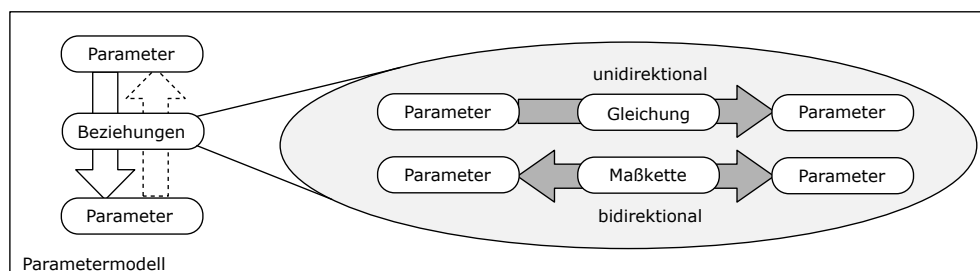 Parameter
Beziehungen
Parameter
Parametermodell
unidirektional
Parameter Gleichung Parameter
Parameter Maßkette Parameter
bidirektional